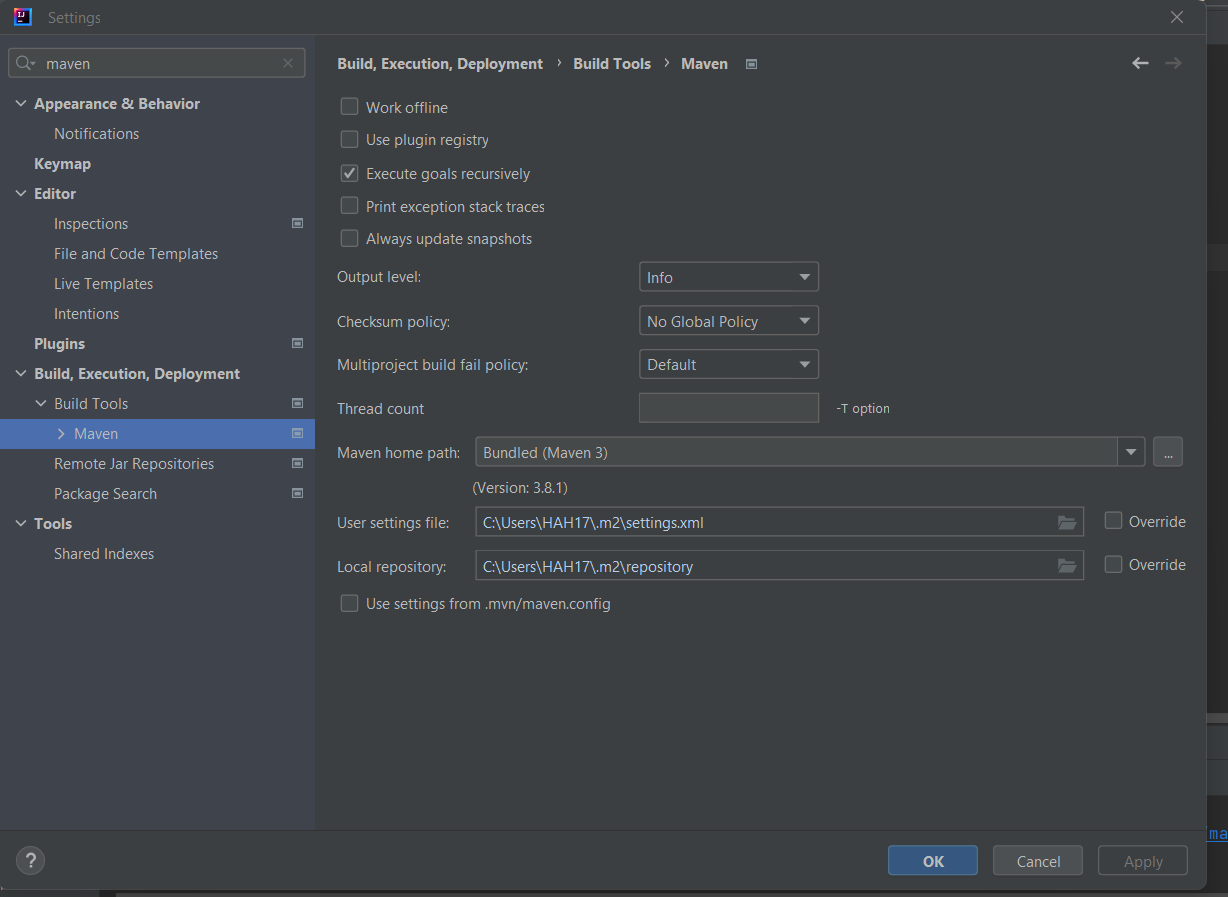 Settings
maven
Appearance & Behavior
Notifications
Keymap
Editor
Inspections
File and Code Templates
Live Templates
Intentions
Plugins
Build, Execution, Deployment
Build Tools
Maven
Remote Jar Repositories
Package Search
Tools
Shared Indexes
Build, Execution, Deployment › Build Tools › Maven
Work offline
Use plugin registry
Execute goals recursively
Print exception stack traces
Always update snapshots
Output level: Info
Checksum policy: No Global Policy
Multiproject build fail policy: Default
Thread count -T option
Maven home path: Bundled (Maven 3) ...
(Version: 3.8.1)
User settings file: C:\Users\HAH17\.m2\settings.xml Override
Local repository: C:\Users\HAH17\.m2\repository Override
Use settings from .mvn/maven.config
ma
? OK Cancel Apply